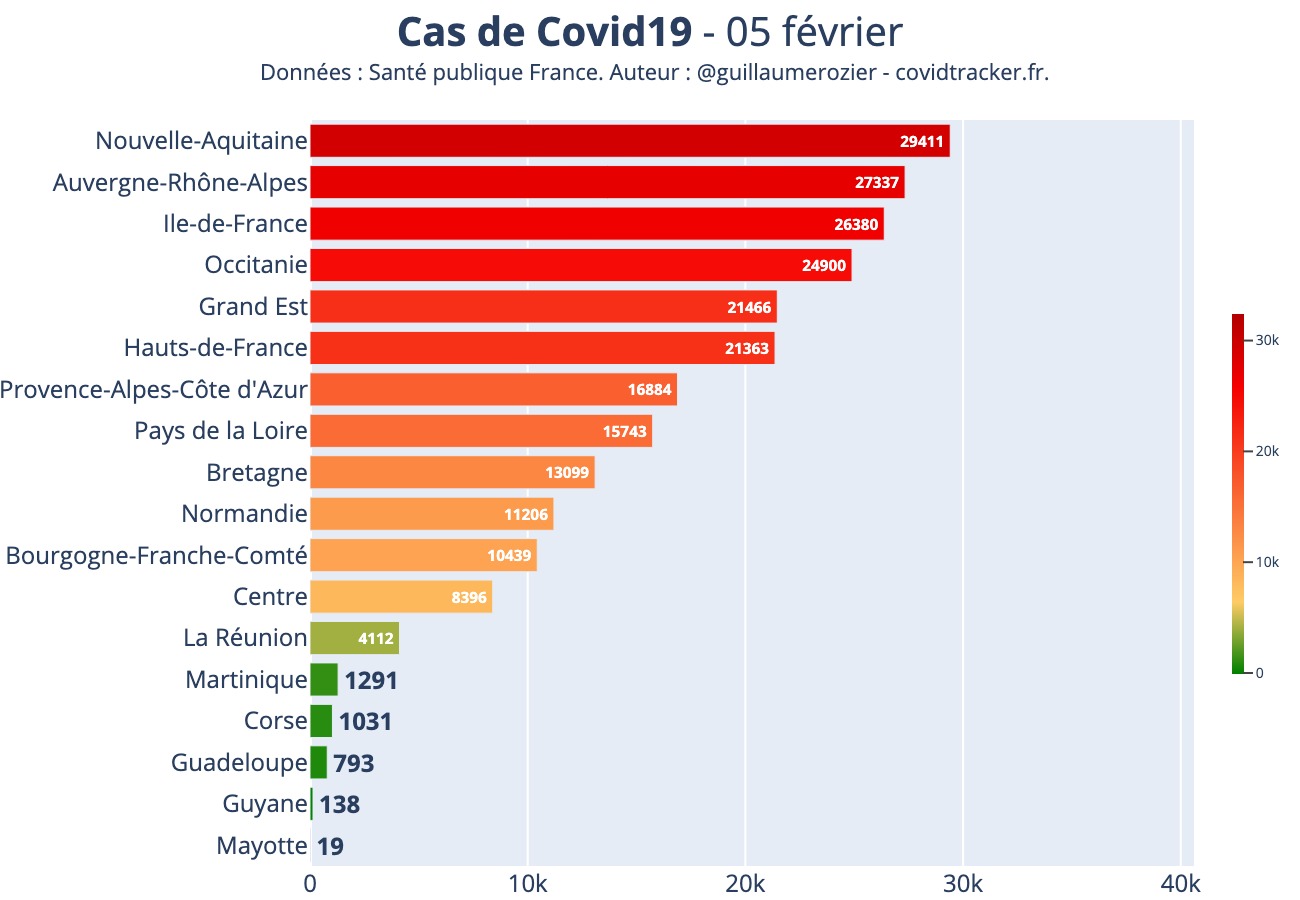 Cas de Covid19 - 05 février
Données : Santé publique France. Auteur : @guillaumerozier - covidtracker.fr.
Nouvelle-Aquitaine 29411
Auvergne-Rhône-Alpes 27337
Ile-de-France 26380
Occitanie 24900
Grand Est 21466
Hauts-de-France 21363
Provence-Alpes-Côte d'Azur 16884
Pays de la Loire 15743
Bretagne 13099
Normandie 11206
Bourgogne-Franche-Comté 10439
Centre 8396
La Réunion 4112
Martinique 1291
Corse 1031
Guadeloupe 793
Guyane 138
Mayotte 19
0 10k 20k 30k 40k
30k
20k
10k
0